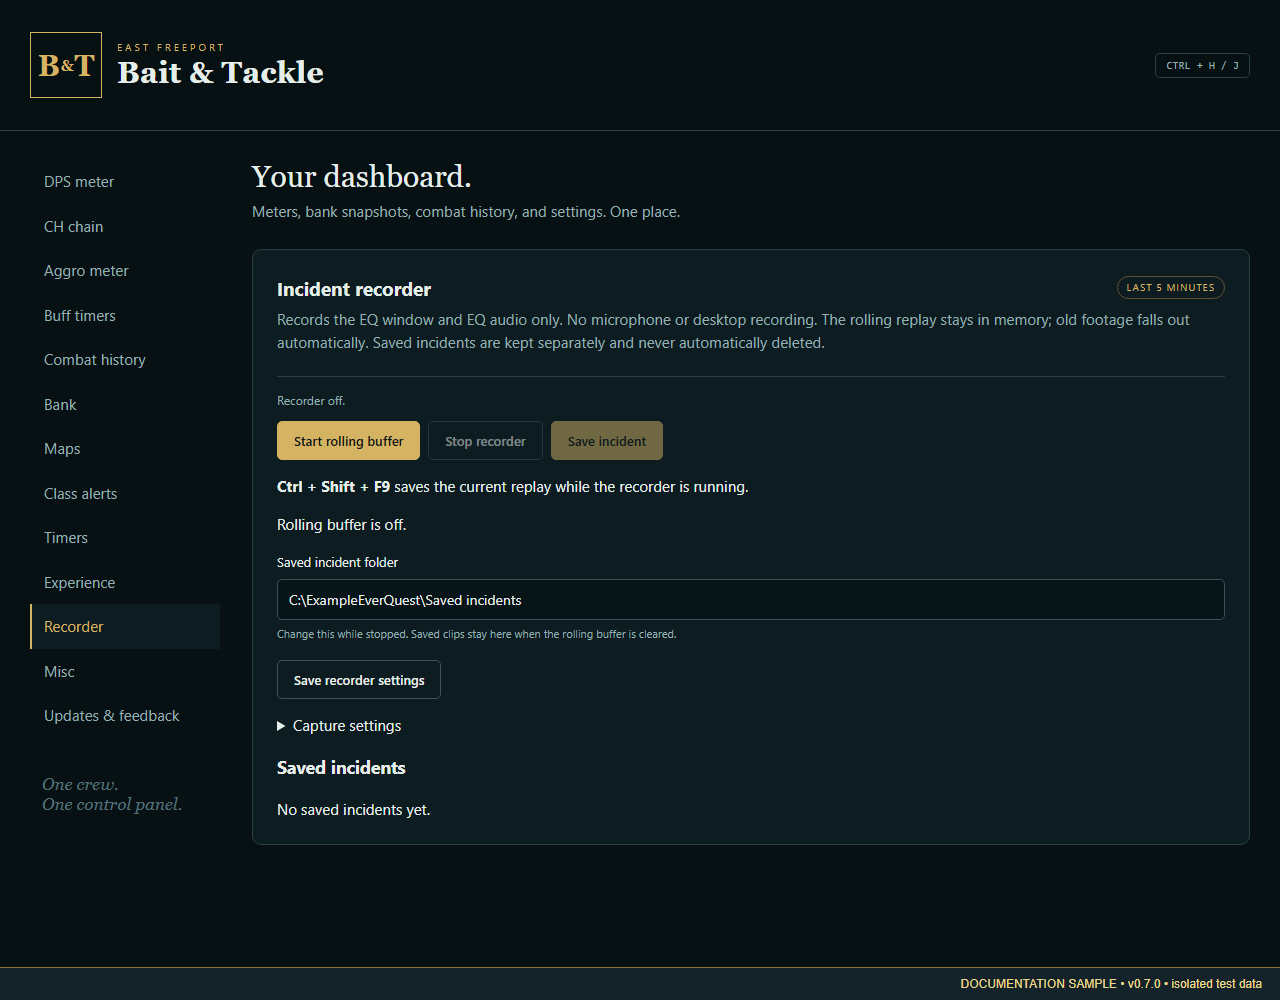 B&T
EAST FREEPORT
Bait & Tackle
CTRL + H / J
DPS meter
CH chain
Aggro meter
Buff timers
Combat history
Bank
Maps
Class alerts
Timers
Experience
Recorder
Misc
Updates & feedback
One crew.
One control panel.
Your dashboard.
Meters, bank snapshots, combat history, and settings. One place.
Incident recorder
LAST 5 MINUTES
Records the EQ window and EQ audio only. No microphone or desktop recording. The rolling replay stays in memory; old footage falls out
automatically. Saved incidents are kept separately and never automatically deleted.
Recorder off.
Start rolling buffer
Stop recorder
Save incident
Ctrl + Shift + F9 saves the current replay while the recorder is running.
Rolling buffer is off.
Saved incident folder
C:\ExampleEverQuest\Saved incidents
Change this while stopped. Saved clips stay here when the rolling buffer is cleared.
Save recorder settings
Capture settings
Saved incidents
No saved incidents yet.
DOCUMENTATION SAMPLE • v0.7.0 • isolated test data